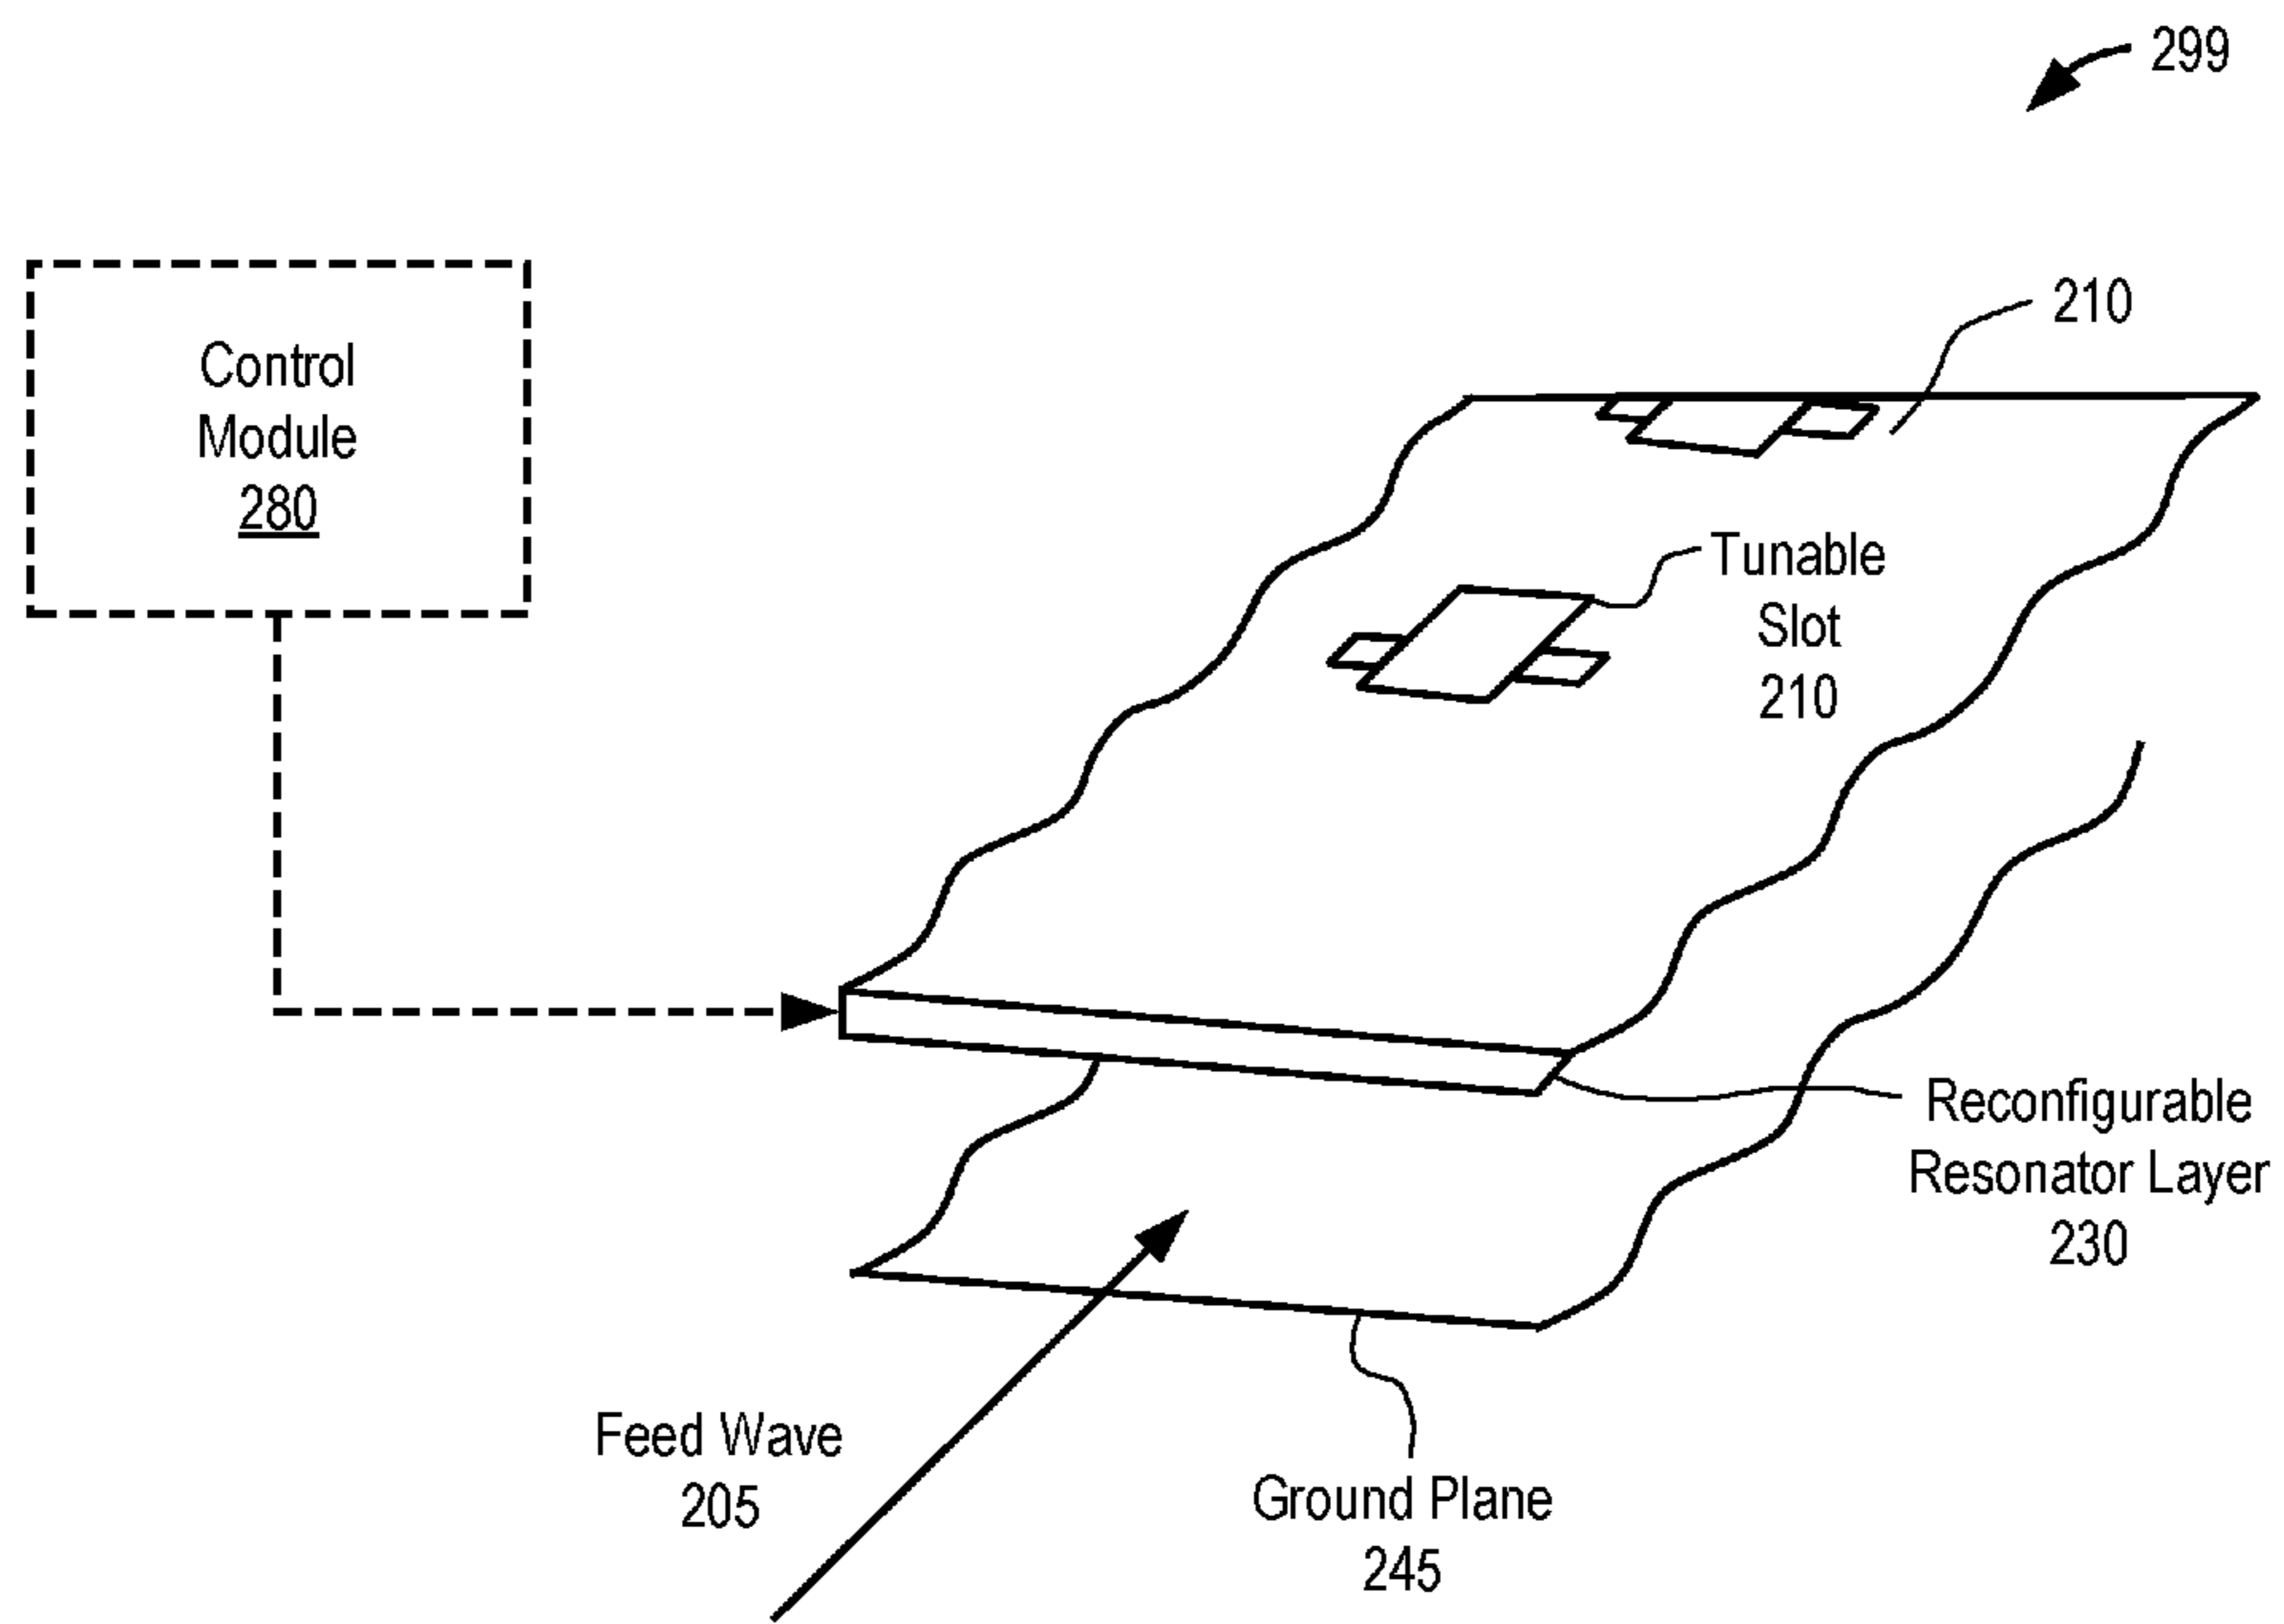 299
Control
Module
280
210
Tunable
Slot
210
Reconfigurable
Resonator Layer
230
Feed Wave
205
Ground Plane
245